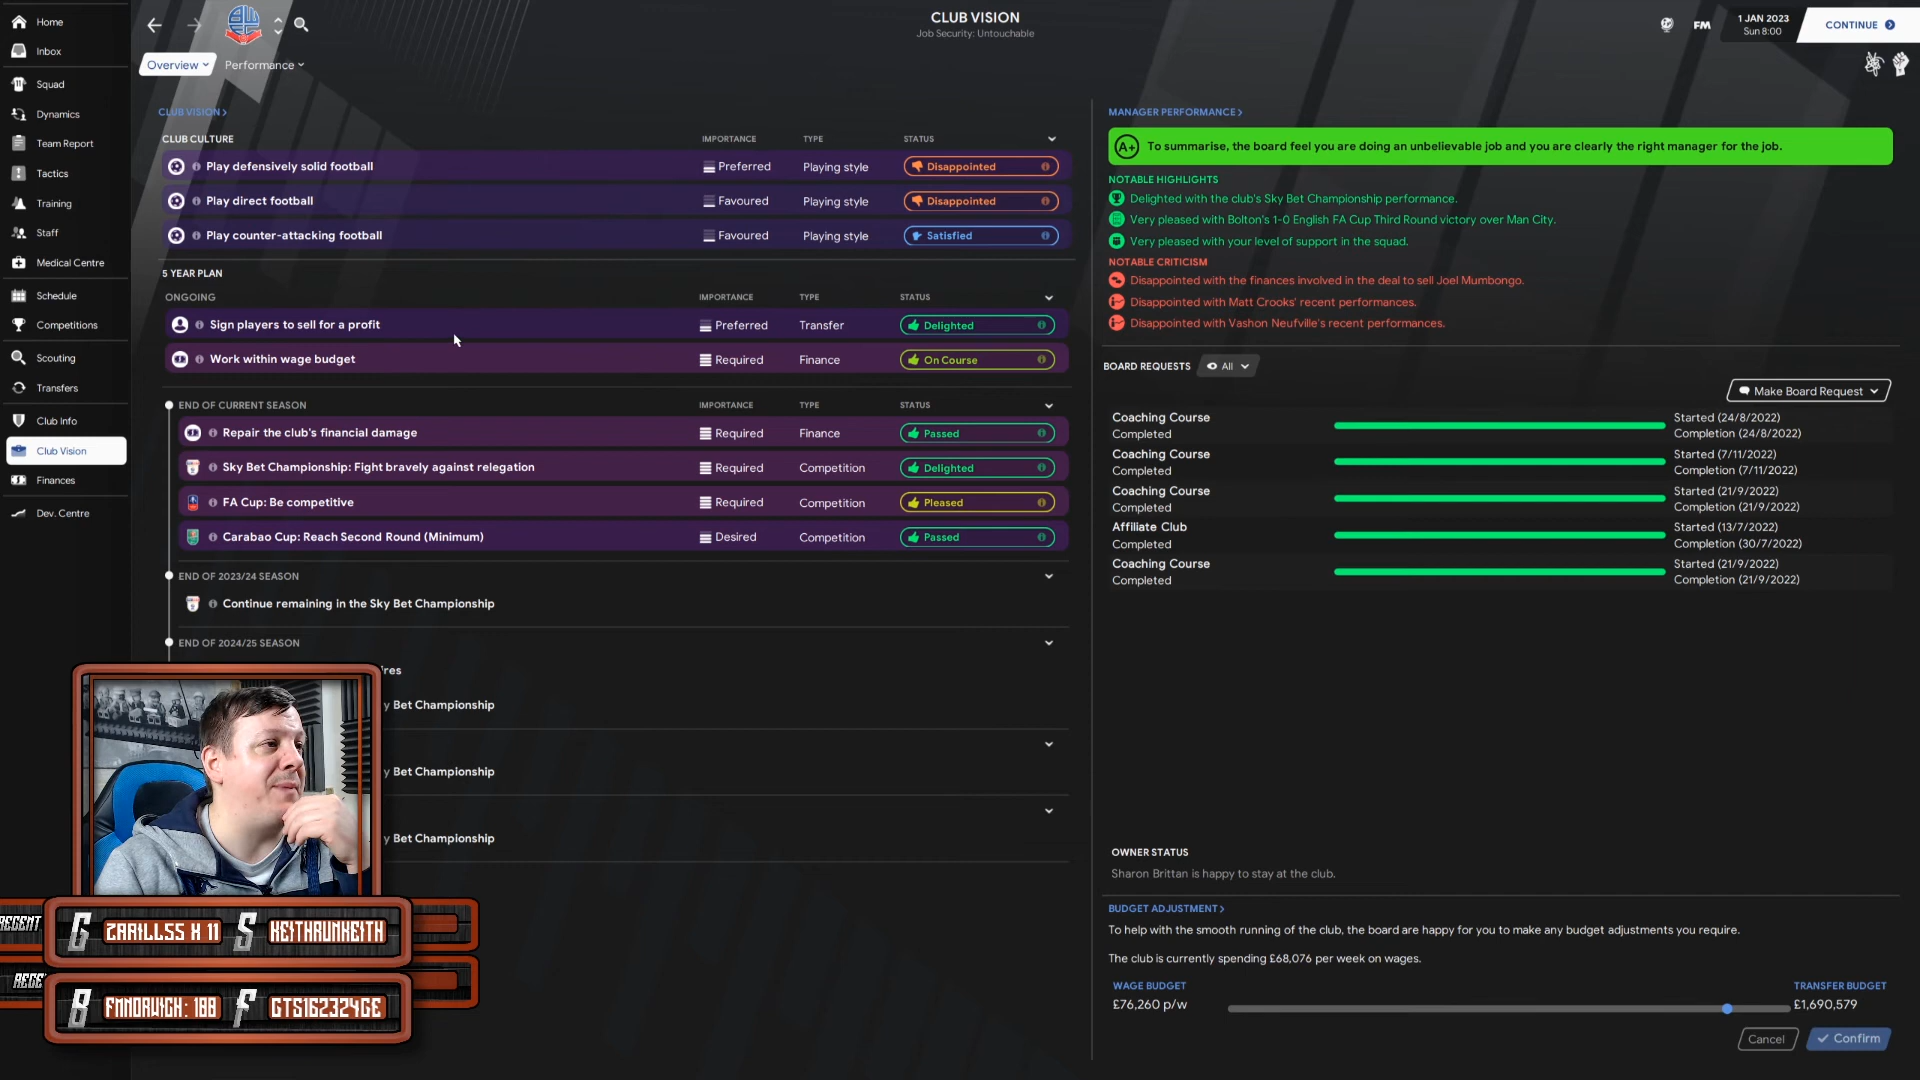 Home
Inbox
Squad
Dynamics
Team Report
Tactics
Training
Staff
Medical Centre
Schedule
Competitions
Scouting
Transfers
Club Info
Club Vision
Finances
Dev. Centre
CLUB VISION
Job Security: Untouchable
FM
1 JAN 2023
Sun 8:00
CONTINUE
Overview
Performance
CLUB VISION >
CLUB CULTURE IMPORTANCE TYPE STATUS
Play defensively solid football Preferred Playing style Disappointed
Play direct football Favoured Playing style Disappointed
Play counter-attacking football Favoured Playing style Satisfied
5 YEAR PLAN
ONGOING IMPORTANCE TYPE STATUS
Sign players to sell for a profit Preferred Transfer Delighted
Work within wage budget Required Finance On Course
END OF CURRENT SEASON IMPORTANCE TYPE STATUS
Repair the club's financial damage Required Finance Passed
Sky Bet Championship: Fight bravely against relegation Required Competition Delighted
FA Cup: Be competitive Required Competition Pleased
Carabao Cup: Reach Second Round (Minimum) Desired Competition Passed
END OF 2023/24 SEASON
Continue remaining in the Sky Bet Championship
END OF 2024/25 SEASON
ires
y Bet Championship
y Bet Championship
y Bet Championship
MANAGER PERFORMANCE >
A+ To summarise, the board feel you are doing an unbelievable job and you are clearly the right manager for the job.
NOTABLE HIGHLIGHTS
Delighted with the club's Sky Bet Championship performance.
Very pleased with Bolton's 1-0 English FA Cup Third Round victory over Man City.
Very pleased with your level of support in the squad.
NOTABLE CRITICISM
Disappointed with the finances involved in the deal to sell Joel Mumbongo.
Disappointed with Matt Crooks' recent performances.
Disappointed with Vashon Neufville's recent performances.
BOARD REQUESTS All
Make Board Request
Coaching Course Started (24/8/2022)
Completed Completion (24/8/2022)
Coaching Course Started (7/11/2022)
Completed Completion (7/11/2022)
Coaching Course Started (21/9/2022)
Completed Completion (21/9/2022)
Affiliate Club Started (13/7/2022)
Completed Completion (30/7/2022)
Coaching Course Started (21/9/2022)
Completed Completion (21/9/2022)
OWNER STATUS
Sharon Brittan is happy to stay at the club.
BUDGET ADJUSTMENT >
To help with the smooth running of the club, the board are happy for you to make any budget adjustments you require.
The club is currently spending £68,076 per week on wages.
WAGE BUDGET TRANSFER BUDGET
£76,260 p/w £1,690,579
Cancel Confirm
RECENT
G ZARILLSS X 11 S KEITHRUNKEITH
RECE
B FMNORWICH: 188 F GTS162324GE